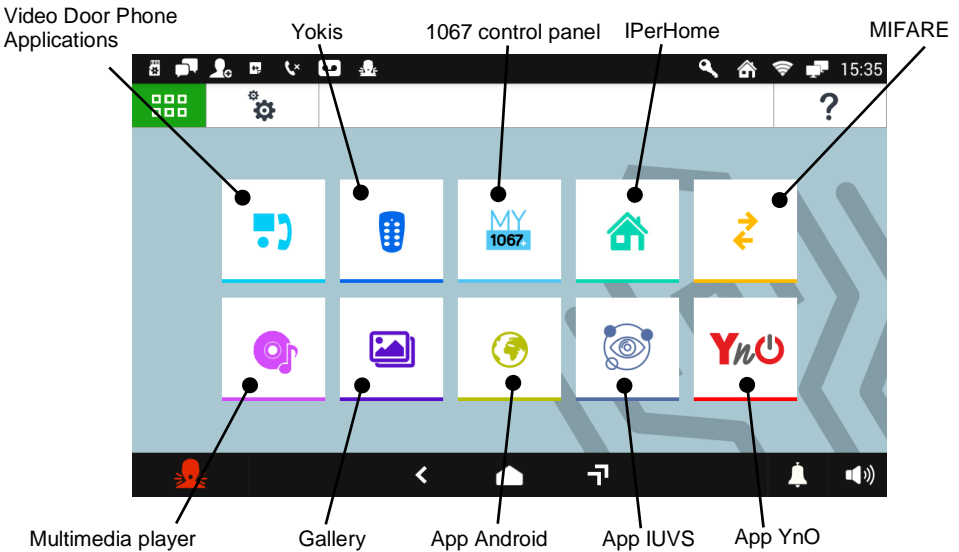 Video Door Phone
Applications
Yokis
1067 control panel
IPerHome
MIFARE
15:35
?
MY
1067
YnO
Multimedia player
Gallery
App Android
App IUVS
App YnO